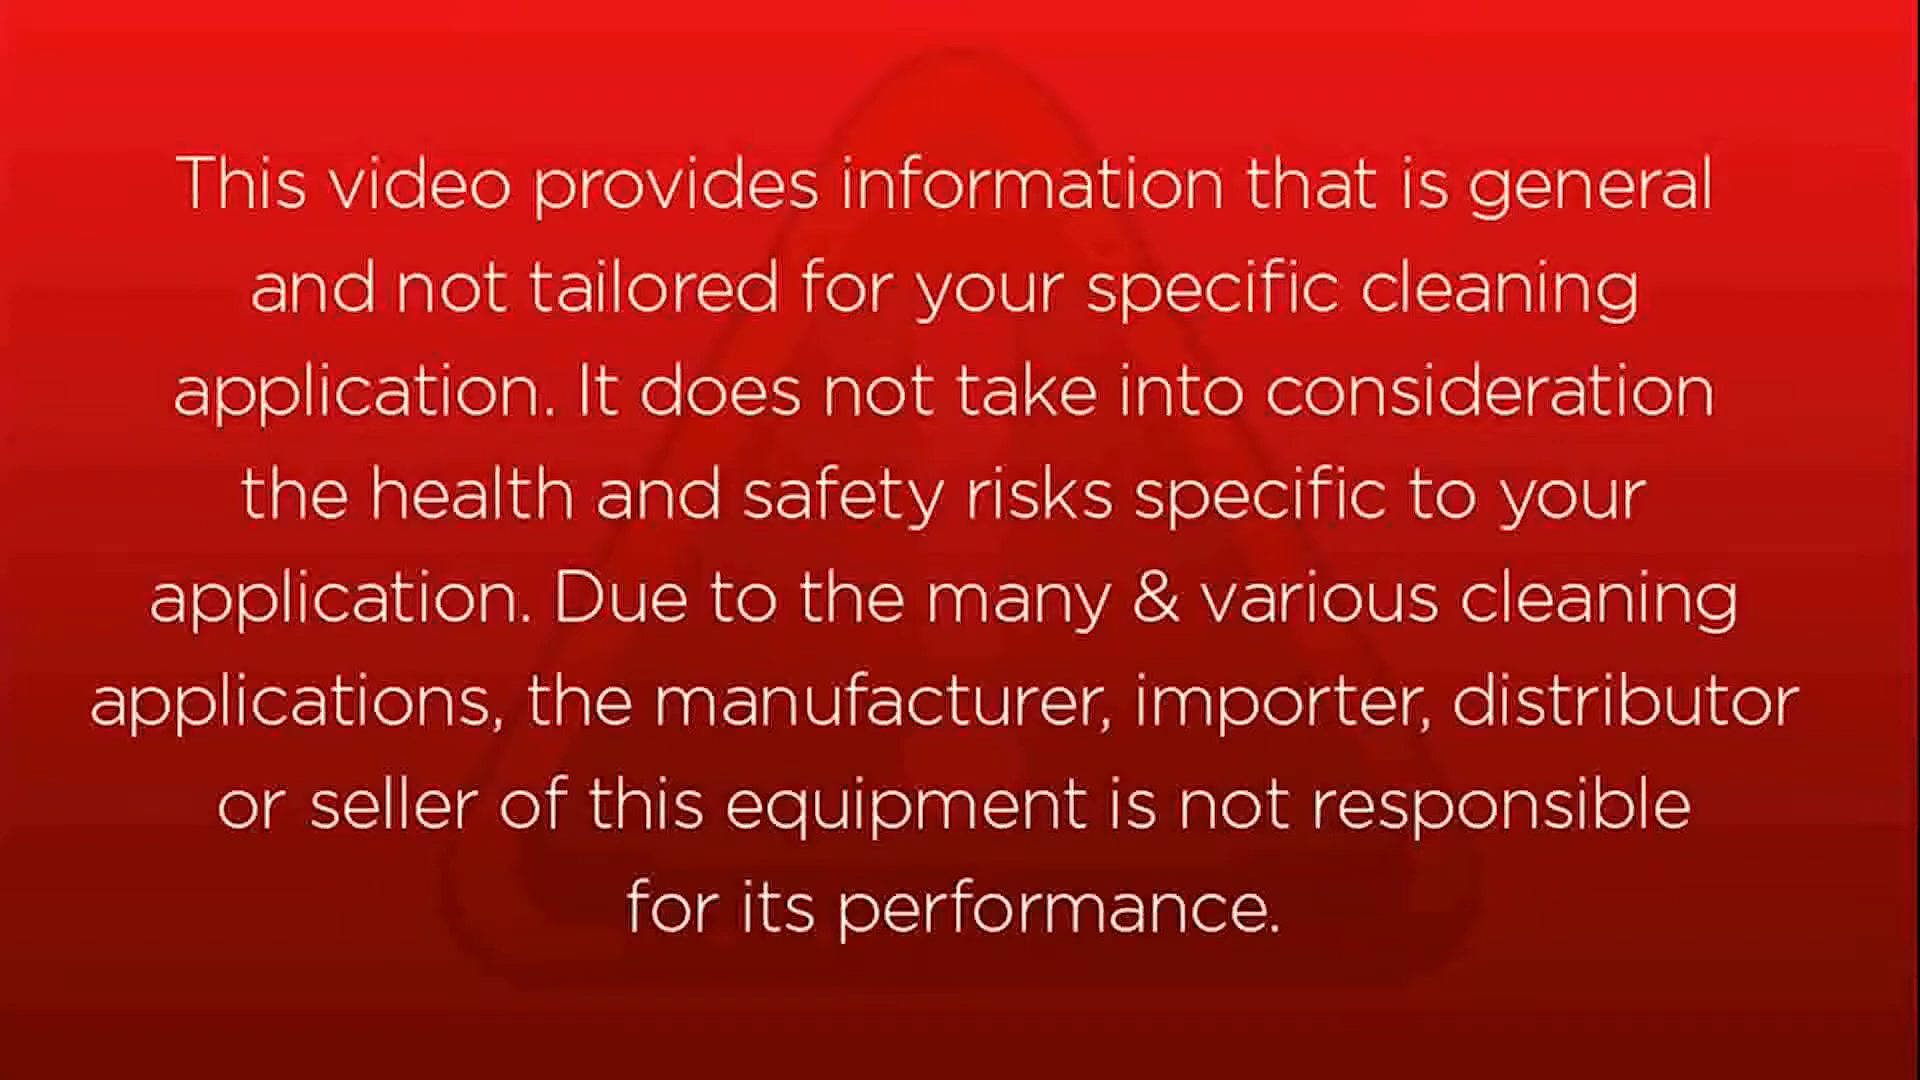 This video provides information that is general
and not tailored for your specific cleaning
application. It does not take into consideration
the health and safety risks specific to your
application. Due to the many & various cleaning
applications, the manufacturer, importer, distributor
or seller of this equipment is not responsible
for its performance.